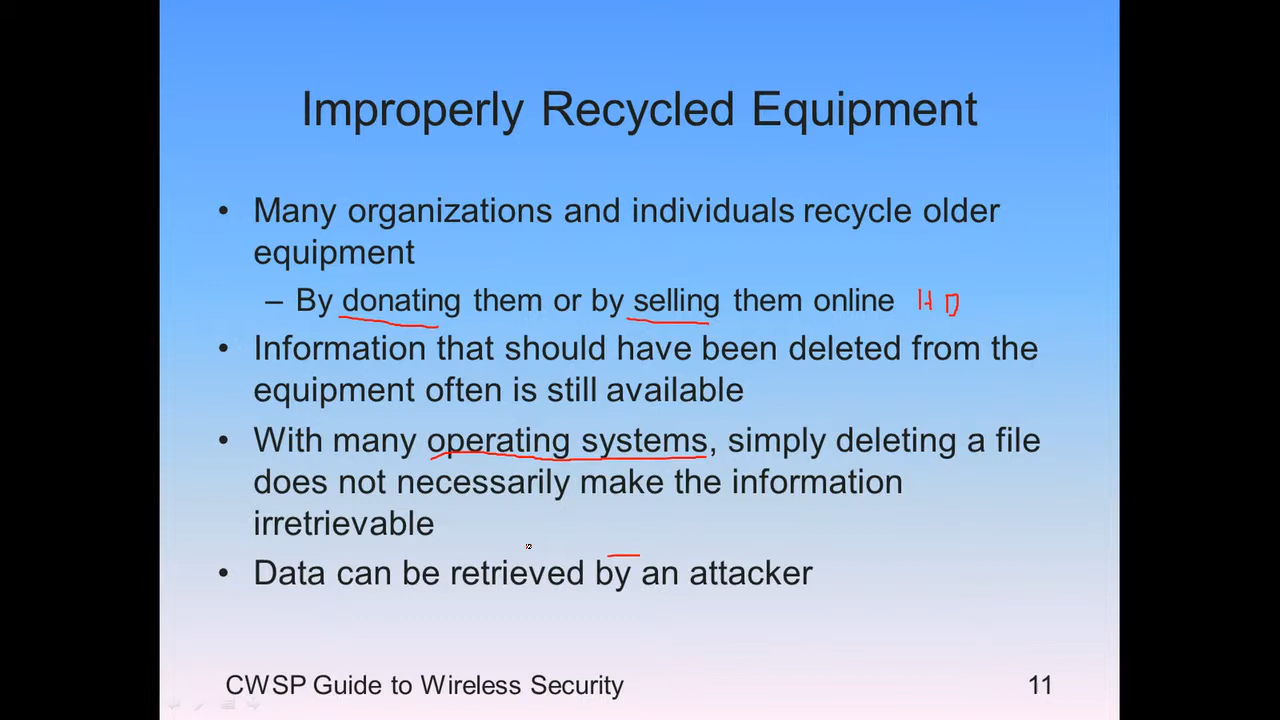 Improperly Recycled Equipment
• Many organizations and individuals recycle older
equipment
– By donating them or by selling them online HD
• Information that should have been deleted from the
equipment often is still available
• With many operating systems, simply deleting a file
does not necessarily make the information
irretrievable
• Data can be retrieved by an attacker
CWSP Guide to Wireless Security 11